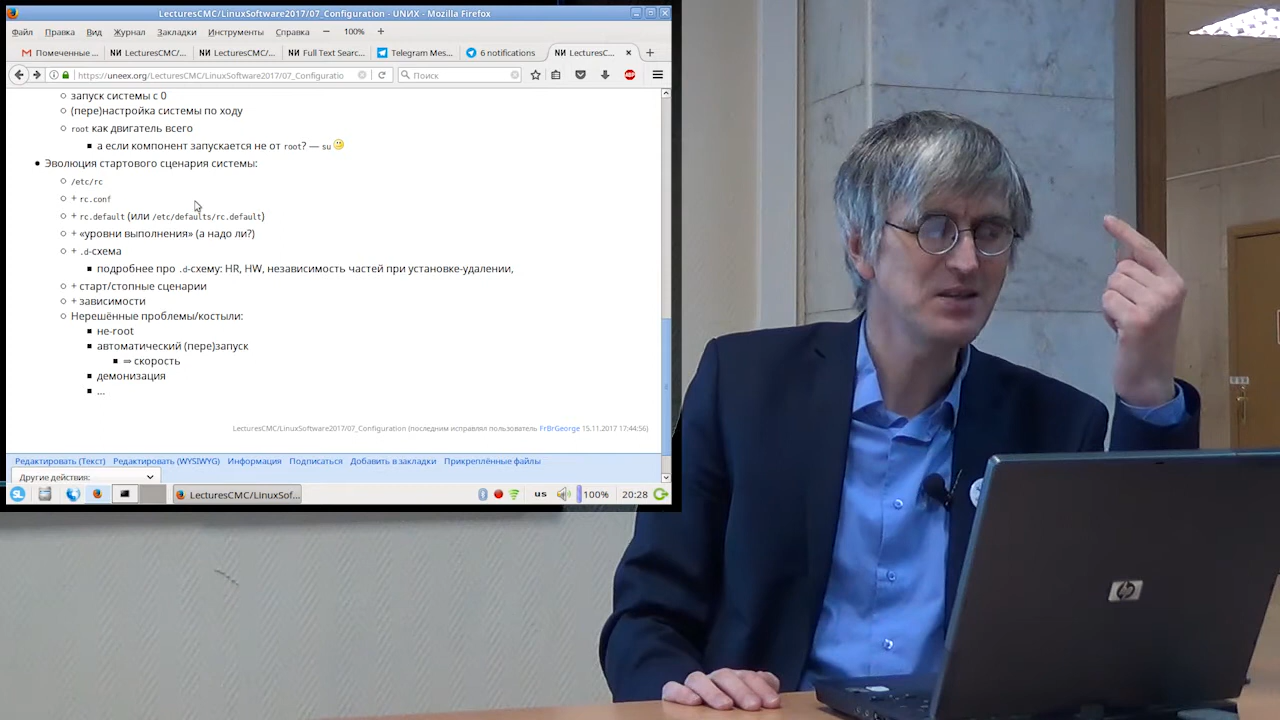 LecturesCMC/LinuxSoftware2017/07_Configuration - UNИX - Mozilla Firefox
Файл Правка Вид Журнал Закладки Инструменты Справка − 100% +
Помеченные ... LecturesCMC/... LecturesCMC/... Full Text Searc... Telegram Mes... 6 notifications LecturesC...
https://uneex.org/LecturesCMC/LinuxSoftware2017/07_Configuratio Поиск
запуск системы с 0
(пере)настройка системы по ходу
root как двигатель всего
а если компонент запускается не от root? — su
Эволюция стартового сценария системы:
/etc/rc
+ rc.conf
+ rc.default (или /etc/defaults/rc.default)
+ «уровни выполнения» (а надо ли?)
+ .d-схема
подробнее про .d-схему: HR, HW, независимость частей при установке-удалении,
+ старт/стопные сценарии
+ зависимости
Нерешённые проблемы/костыли:
не-root
автоматический (пере)запуск
⇒ скорость
демонизация
...
LecturesCMC/LinuxSoftware2017/07_Configuration (последним исправлял пользователь FrBrGeorge 15.11.2017 17:44:56)
Редактировать (Текст) Редактировать (WYSIWYG) Информация Подписаться Добавить в закладки Прикреплённые файлы
Другие действия:
LecturesCMC/LinuxSof... us 100% 20:28
hp